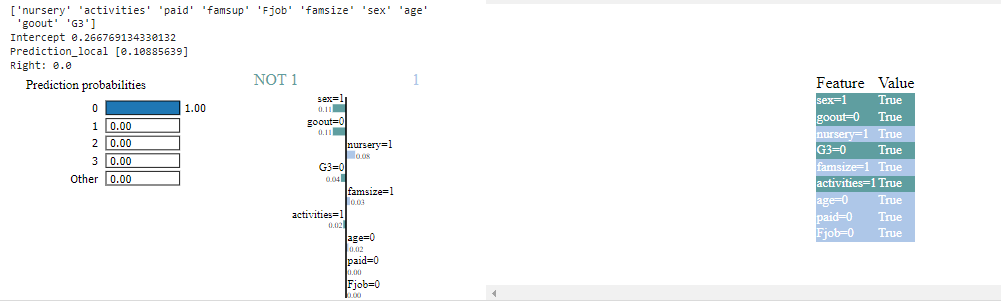 ['nursery' 'activities' 'paid' 'famsup' 'Fjob' 'famsize' 'sex' 'age'
'goout' 'G3']
Intercept 0.266769134330132
Prediction_local [0.10885639]
Right: 0.0
Prediction probabilities
0 1.00
1 0.00
2 0.00
3 0.00
Other 0.00
NOT 1 1
sex=1
0.11
goout=0
0.11
nursery=1
0.08
G3=0
0.04
famsize=1
0.03
activities=1
0.02
age=0
0.02
paid=0
0.00
Fjob=0
0.00
Feature Value
sex=1 True
goout=0 True
nursery=1 True
G3=0 True
famsize=1 True
activities=1 True
age=0 True
paid=0 True
Fjob=0 True